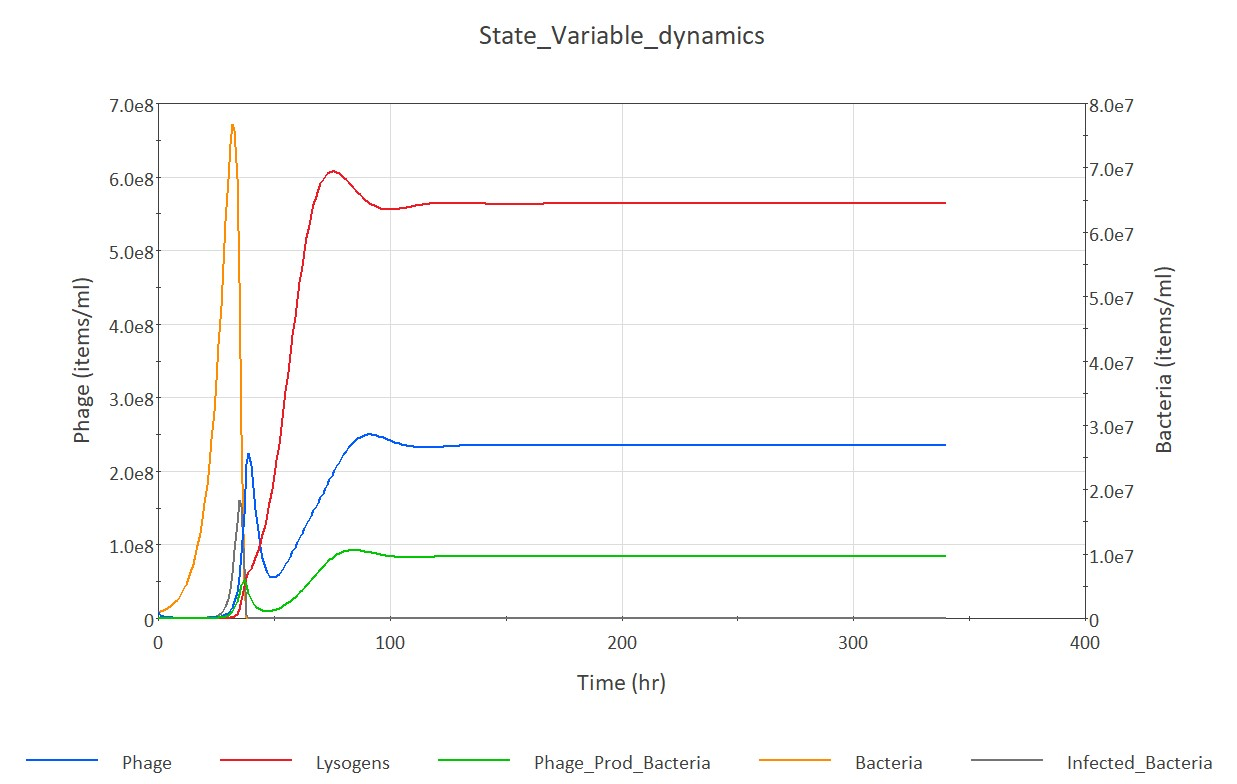 State_Variable_dynamics
7.0e8
6.0e8
5.0e8
4.0e8
3.0e8
2.0e8
1.0e8
0
Phage (items/ml)
8.0e7
7.0e7
6.0e7
5.0e7
4.0e7
3.0e7
2.0e7
1.0e7
0
Bacteria (items/ml)
0 100 200 300 400
Time (hr)
Phage Lysogens Phage_Prod_Bacteria Bacteria Infected_Bacteria